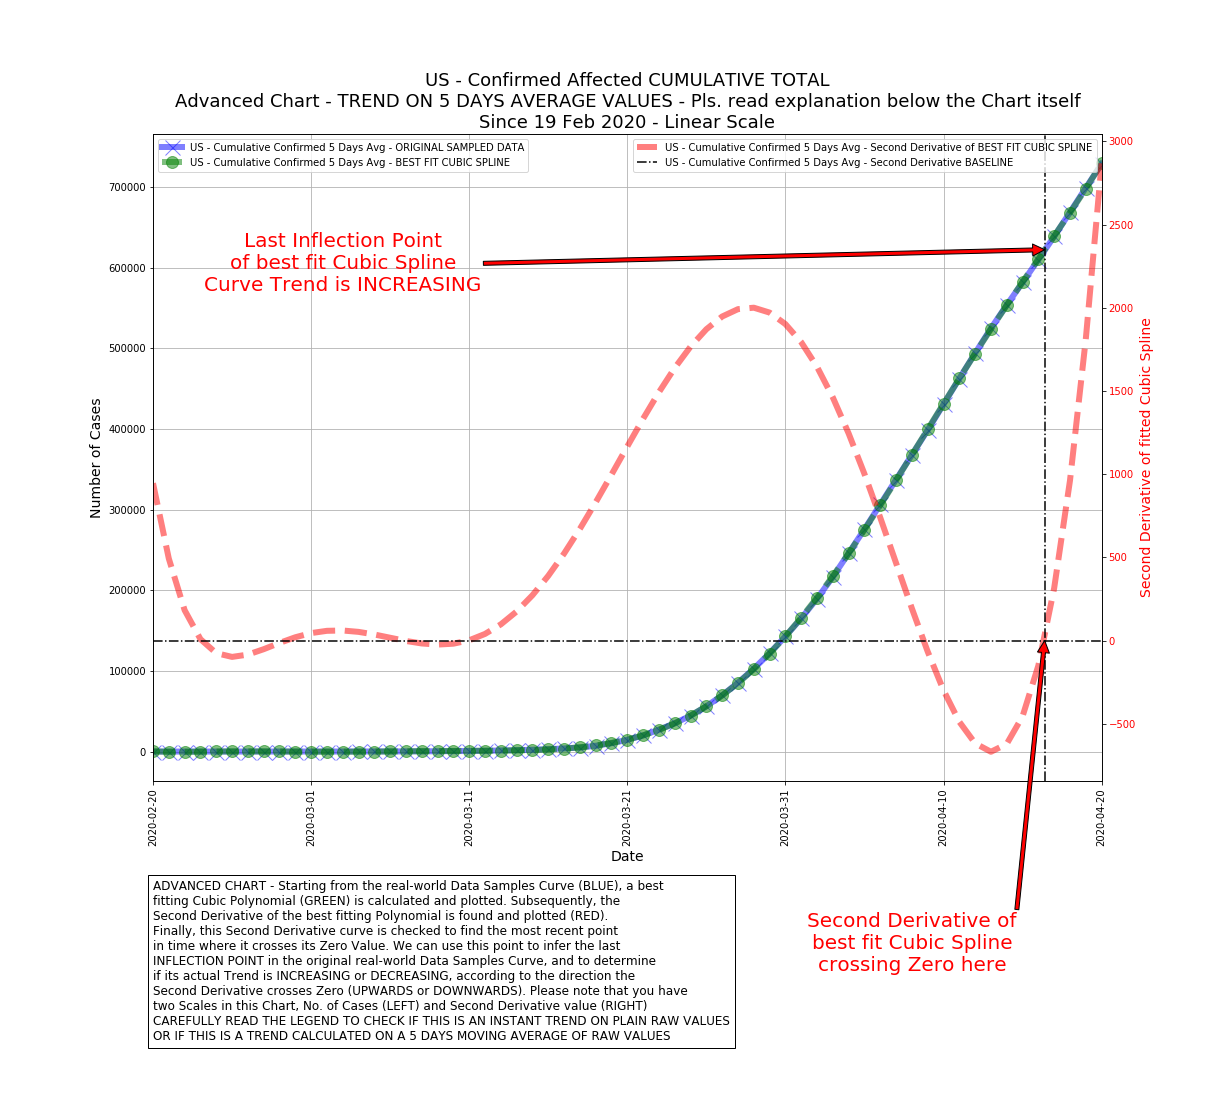 US - Confirmed Affected CUMULATIVE TOTAL
Advanced Chart - TREND ON 5 DAYS AVERAGE VALUES - Pls. read explanation below the Chart itself
Since 19 Feb 2020 - Linear Scale
US - Cumulative Confirmed 5 Days Avg - ORIGINAL SAMPLED DATA
US - Cumulative Confirmed 5 Days Avg - BEST FIT CUBIC SPLINE
US - Cumulative Confirmed 5 Days Avg - Second Derivative of BEST FIT CUBIC SPLINE
US - Cumulative Confirmed 5 Days Avg - Second Derivative BASELINE
Last Inflection Point
of best fit Cubic Spline
Curve Trend is INCREASING
Number of Cases
700000
600000
500000
400000
300000
200000
100000
0
3000
2500
2000
1500
1000
500
0
−500
Second Derivative of fitted Cubic Spline
2020-02-20
2020-03-01
2020-03-11
2020-03-21
2020-03-31
2020-04-10
2020-04-20
Date
Second Derivative of
best fit Cubic Spline
crossing Zero here
ADVANCED CHART - Starting from the real-world Data Samples Curve (BLUE), a best
fitting Cubic Polynomial (GREEN) is calculated and plotted. Subsequently, the
Second Derivative of the best fitting Polynomial is found and plotted (RED).
Finally, this Second Derivative curve is checked to find the most recent point
in time where it crosses its Zero Value. We can use this point to infer the last
INFLECTION POINT in the original real-world Data Samples Curve, and to determine
if its actual Trend is INCREASING or DECREASING, according to the direction the
Second Derivative crosses Zero (UPWARDS or DOWNWARDS). Please note that you have
two Scales in this Chart, No. of Cases (LEFT) and Second Derivative value (RIGHT)
CAREFULLY READ THE LEGEND TO CHECK IF THIS IS AN INSTANT TREND ON PLAIN RAW VALUES
OR IF THIS IS A TREND CALCULATED ON A 5 DAYS MOVING AVERAGE OF RAW VALUES